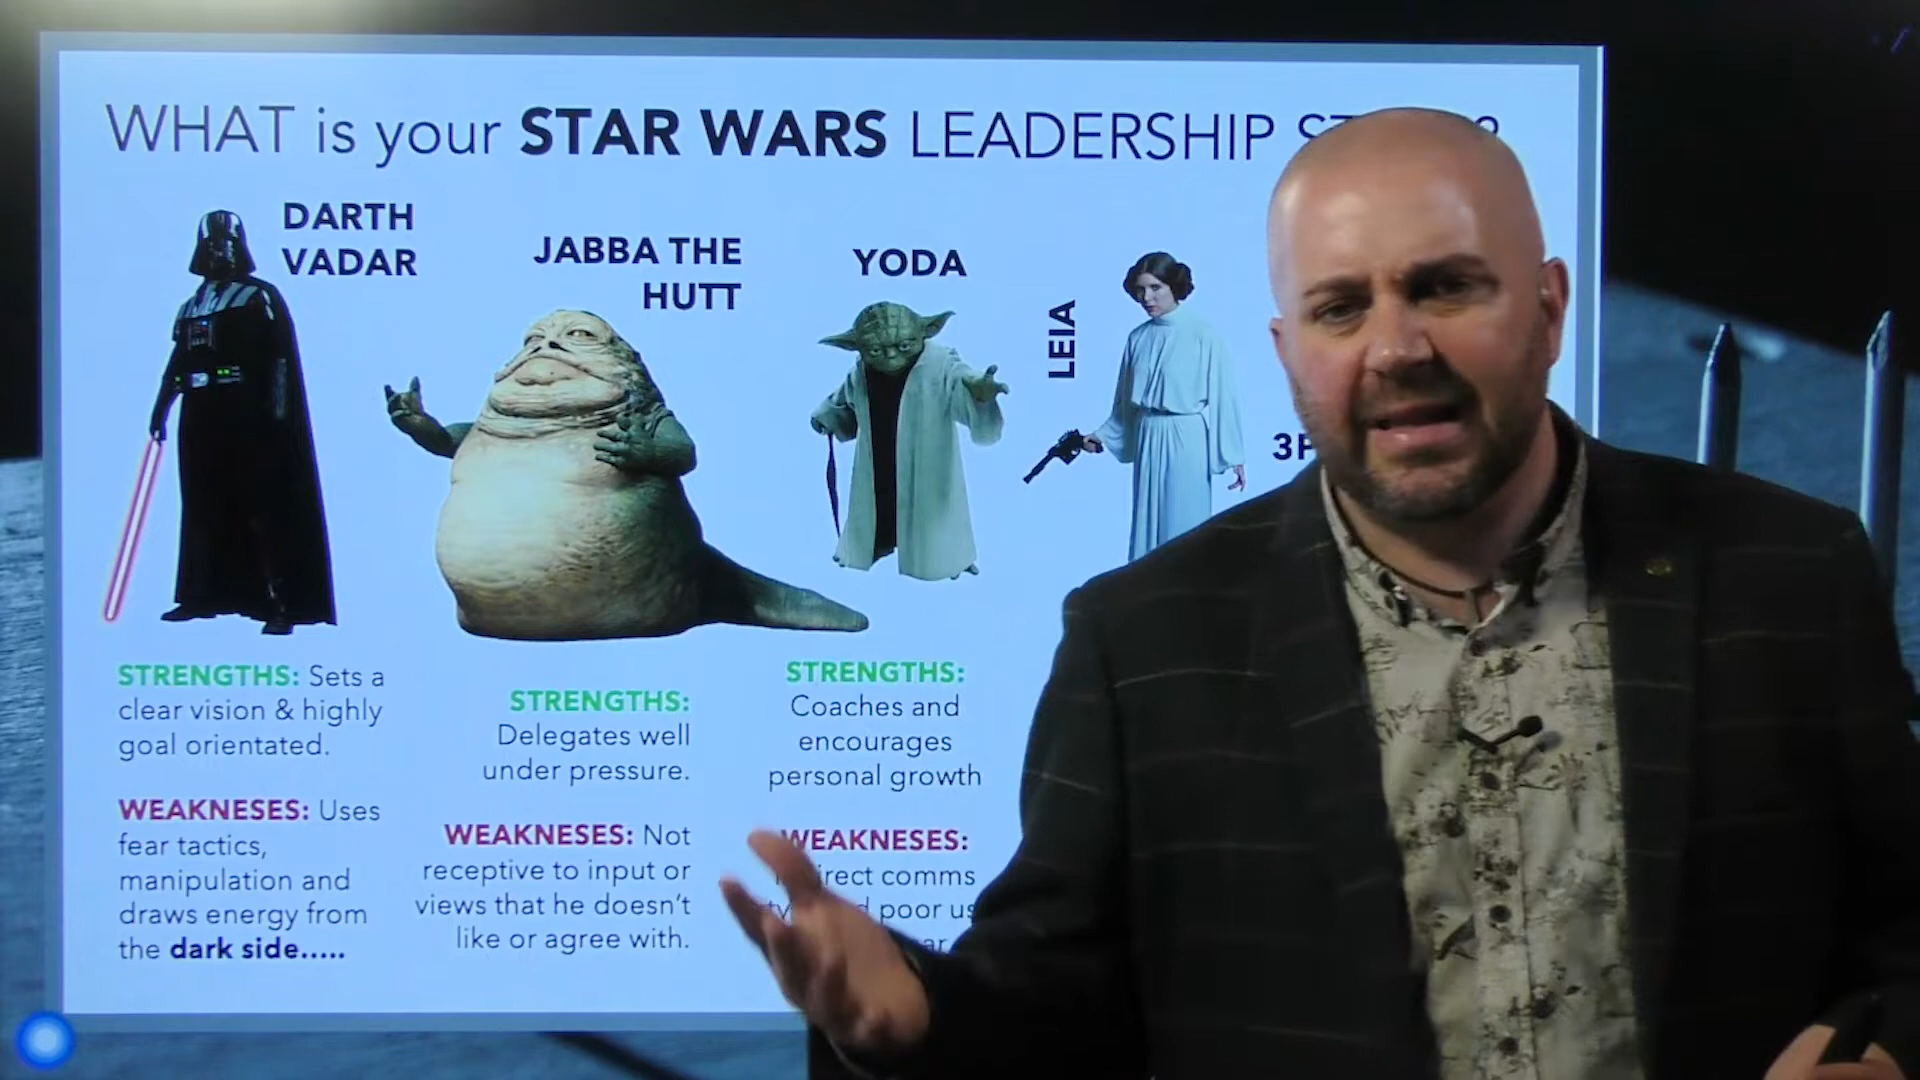 WHAT is your STAR WARS LEADERSHIP
DARTH
VADAR
JABBA THE
HUTT
YODA
LEIA
STRENGTHS: Sets a
clear vision & highly
goal orientated.
WEAKNESES: Uses
fear tactics,
manipulation and
draws energy from
the dark side.....
STRENGTHS:
Delegates well
under pressure.
WEAKNESES: Not
receptive to input or
views that he doesn't
like or agree with.
STRENGTHS:
Coaches and
encourages
personal growth
WEAKNESES:
comms
poor